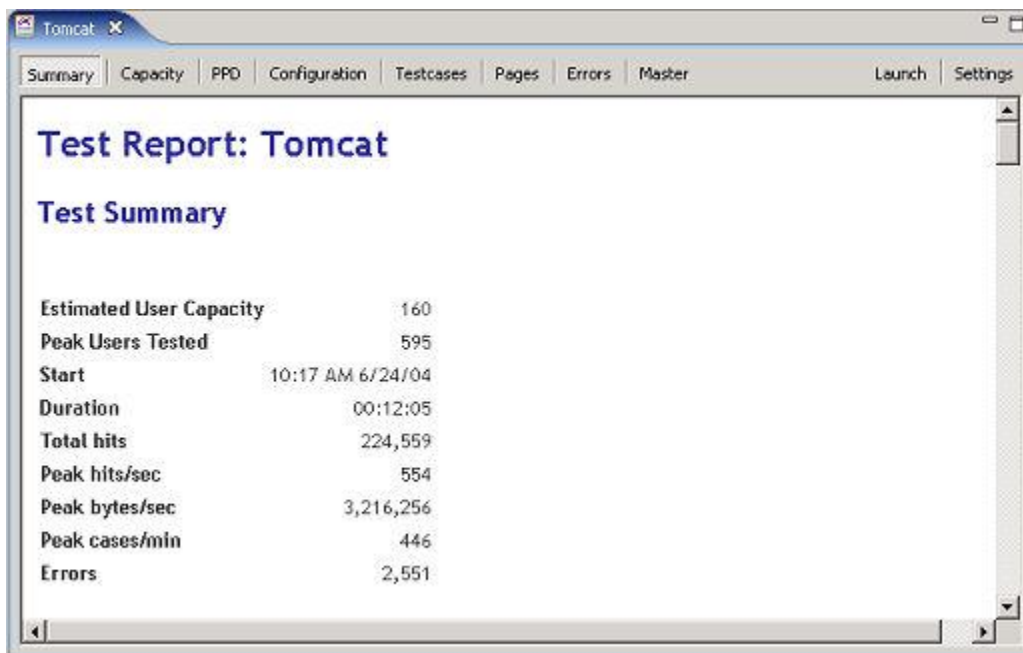 Tomcat
Summary Capacity PPD Configuration Testcases Pages Errors Master Launch Settings
Test Report: Tomcat
Test Summary
Estimated User Capacity 160
Peak Users Tested 595
Start 10:17 AM 6/24/04
Duration 00:12:05
Total hits 224,559
Peak hits/sec 554
Peak bytes/sec 3,216,256
Peak cases/min 446
Errors 2,551